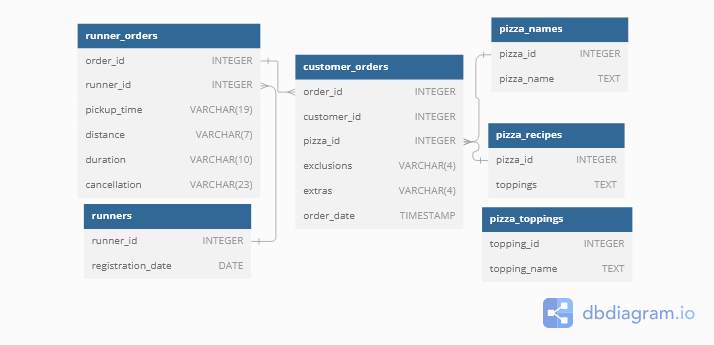 runner_orders
order_id INTEGER
runner_id INTEGER
pickup_time VARCHAR(19)
distance VARCHAR(7)
duration VARCHAR(10)
cancellation VARCHAR(23)
runners
runner_id INTEGER
registration_date DATE
customer_orders
order_id INTEGER
customer_id INTEGER
pizza_id INTEGER
exclusions VARCHAR(4)
extras VARCHAR(4)
order_date TIMESTAMP
pizza_names
pizza_id INTEGER
pizza_name TEXT
pizza_recipes
pizza_id INTEGER
toppings TEXT
pizza_toppings
topping_id INTEGER
topping_name TEXT
dbdiagram.io